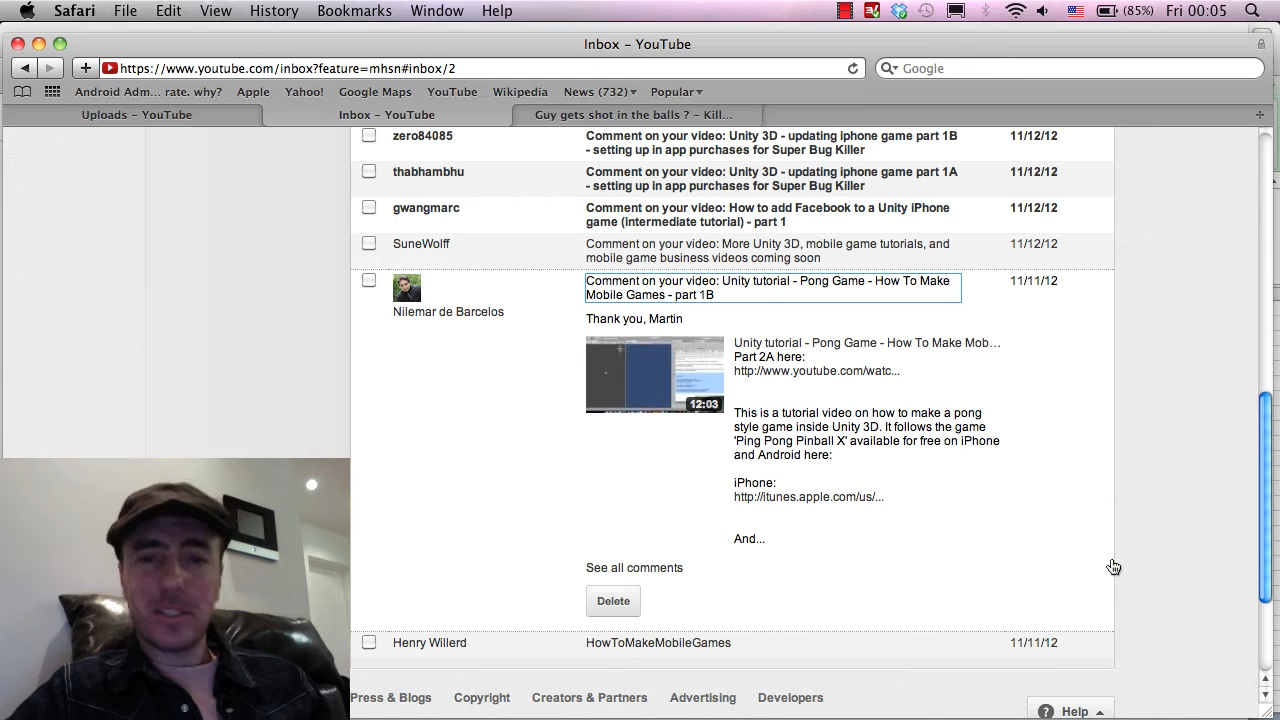 Safari File Edit View History Bookmarks Window Help (85%) Fri 00:05
Inbox – YouTube
https://www.youtube.com/inbox?feature=mhsn#inbox/2 Google
Android Adm... rate. why? Apple Yahoo! Google Maps YouTube Wikipedia News (732) Popular
Uploads – YouTube Inbox – YouTube Guy gets shot in the balls ? – Kill...
zero84085 Comment on your video: Unity 3D - updating iphone game part 1B 11/12/12
- setting up in app purchases for Super Bug Killer
thabhambhu Comment on your video: Unity 3D - updating iphone game part 1A 11/12/12
- setting up in app purchases for Super Bug Killer
gwangmarc Comment on your video: How to add Facebook to a Unity iPhone 11/12/12
game (intermediate tutorial) - part 1
SuneWolff Comment on your video: More Unity 3D, mobile game tutorials, and 11/12/12
mobile game business videos coming soon
Comment on your video: Unity tutorial - Pong Game - How To Make 11/11/12
Mobile Games - part 1B
Nilemar de Barcelos
Thank you, Martin
Unity tutorial - Pong Game - How To Make Mob...
Part 2A here:
http://www.youtube.com/watc...
12:03
This is a tutorial video on how to make a pong
style game inside Unity 3D. It follows the game
'Ping Pong Pinball X' available for free on iPhone
and Android here:
iPhone:
http://itunes.apple.com/us/...
And...
See all comments
Delete
Henry Willerd HowToMakeMobileGames 11/11/12
Press & Blogs Copyright Creators & Partners Advertising Developers
? Help